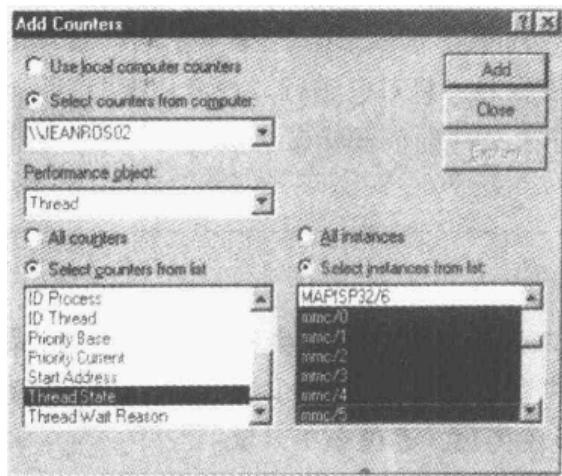 Add Counters
Use local computer counters
Add
Select counters from computer:
Close
\\JEANRDS02
Explain
Performance object:
Thread
All counters
All instances
Select counters from list
Select instances from list:
ID Process
ID Thread
Priority Base
Priority Current
Start Address
Thread State
Thread Wait Reason
MAPISP32/6
mmc/0
mmc/1
mmc/2
mmc/3
mmc/4
mmc/5